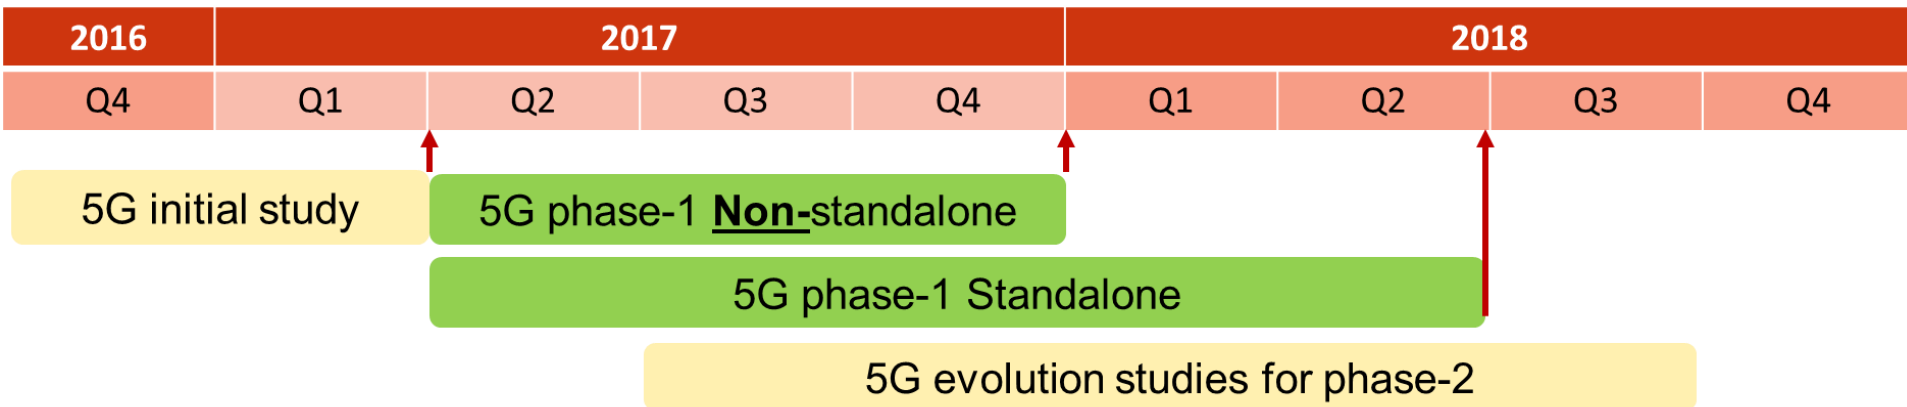 2016 2017 2018
Q4 Q1 Q2 Q3 Q4 Q1 Q2 Q3 Q4
5G initial study
5G phase-1 Non-standalone
5G phase-1 Standalone
5G evolution studies for phase-2